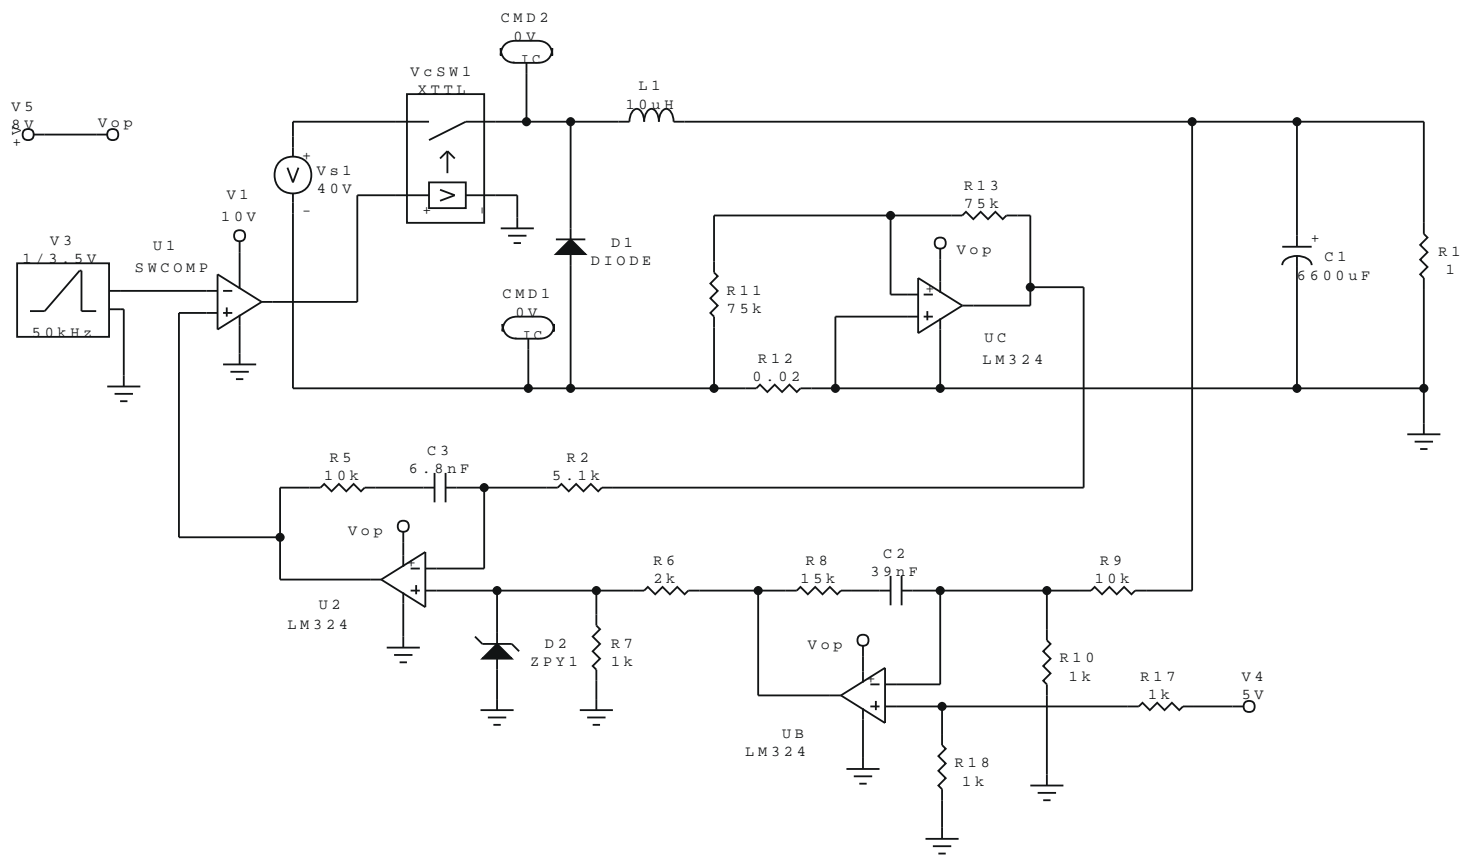 CMD2
0V
IC
VcSW1
XTTL
L1
10uH
V5
8V
Vop
+
+
Vs1
40V
-
V
V1
10V
>
+
-
R13
75k
V3
1/3.5V
50kHz
U1
SWCOMP
-
+
D1
DIODE
Vop
R11
75k
+
-
+
UC
LM324
+
C1
6600uF
R1
1
CMD1
0V
IC
R12
0.02
R5
10k
C3
6.8nF
R2
5.1k
Vop
+
-
+
U2
LM324
R6
2k
R8
15k
C2
39nF
R9
10k
D2
ZPY1
R7
1k
Vop
+
-
+
UB
LM324
R10
1k
R17
1k
V4
5V
R18
1k